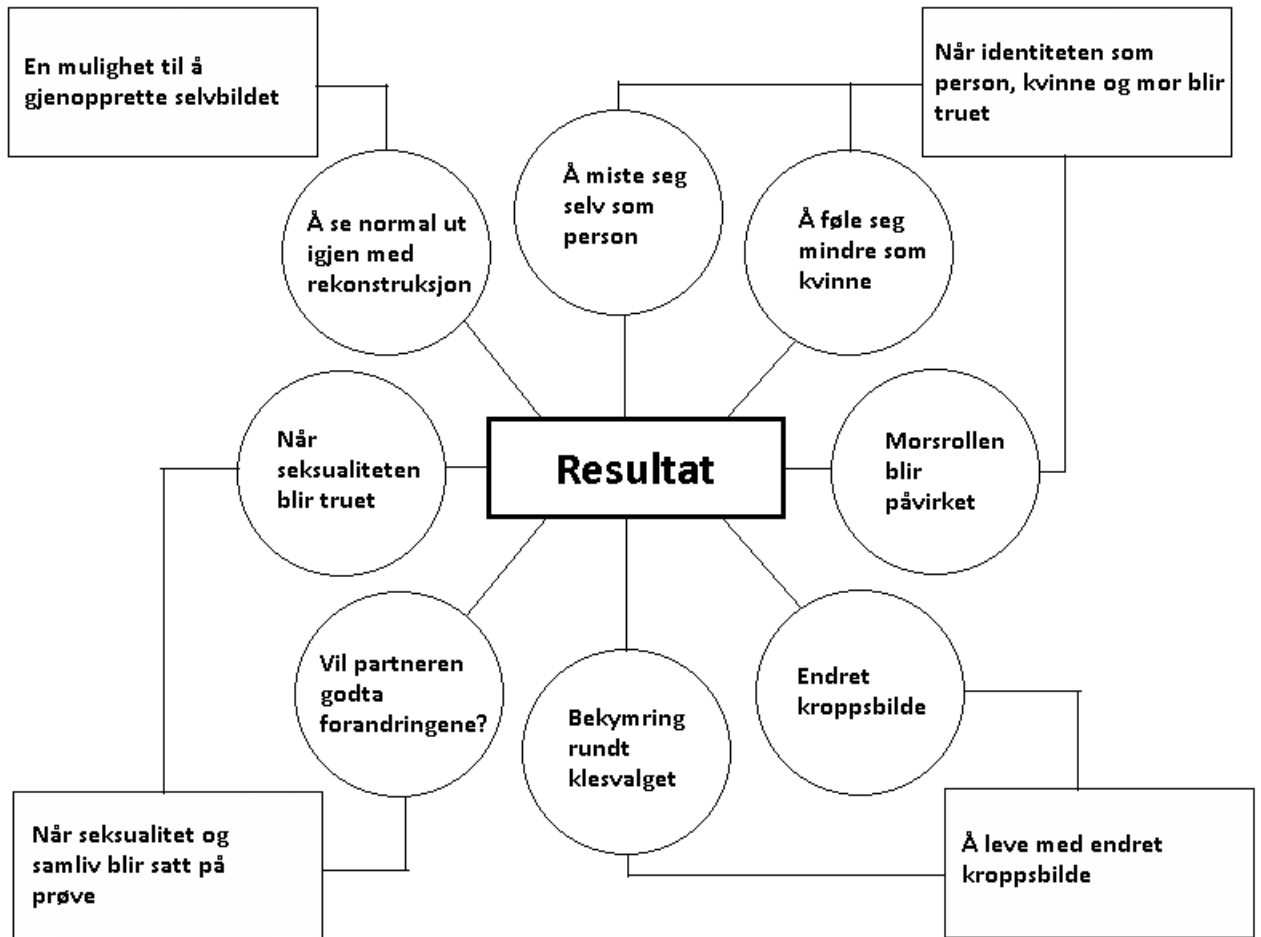 En mulighet til å
gjenopprette selvbildet
Når identiteten som
person, kvinne og mor blir
truet
Å miste seg
selv som
person
Å se normal ut
igjen med
rekonstruksjon
Å føle seg
mindre som
kvinne
Når
seksualiteten
blir truet
Resultat
Morsrollen
blir
påvirket
Vil partneren
godta
forandringene?
Bekymring
rundt
klesvalget
Endret
kroppsbilde
Når seksualitet og
samliv blir satt på
prøve
Å leve med endret
kroppsbilde